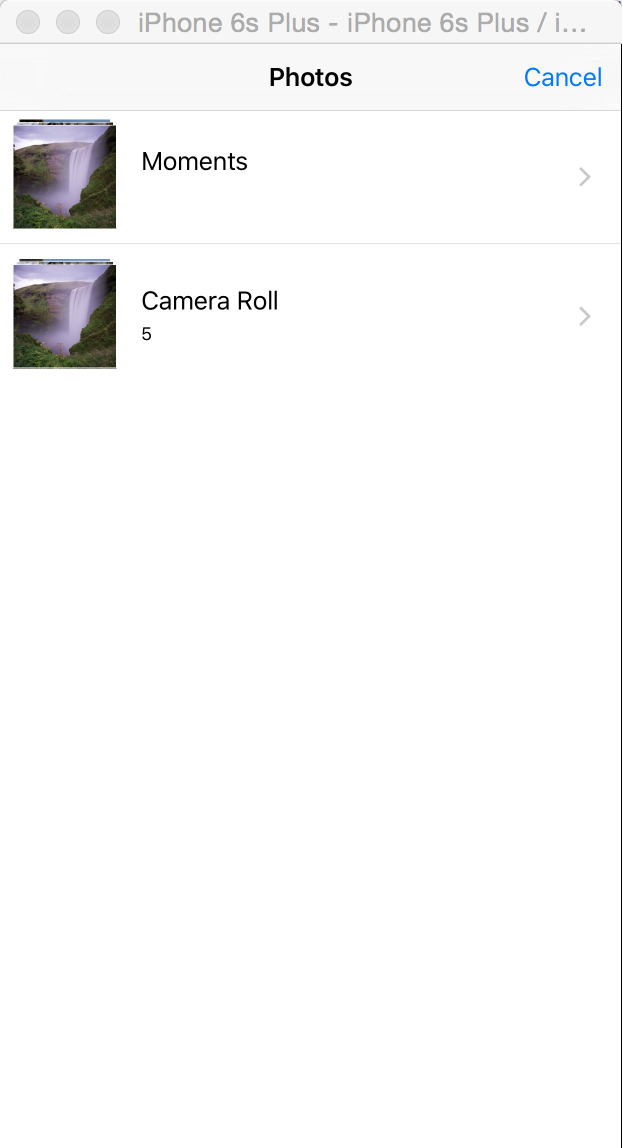 iPhone 6s Plus - iPhone 6s Plus / i...
Photos
Cancel
Moments
Camera Roll
5